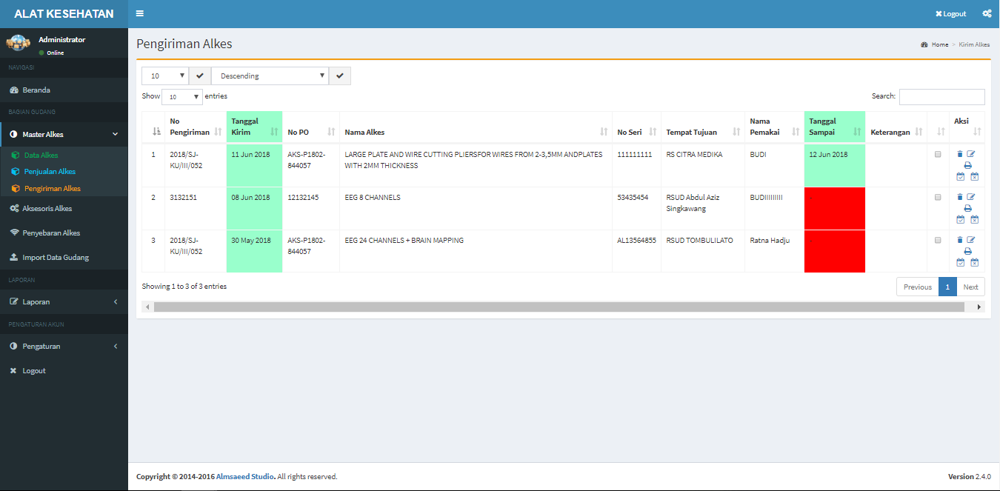 ALAT KESEHATAN
Logout
Administrator
Online
NAVIGASI
Beranda
BAGIAN GUDANG
Master Alkes
Data Alkes
Penjualan Alkes
Pengiriman Alkes
Aksesoris Alkes
Penyebaran Alkes
Import Data Gudang
LAPORAN
Laporan
PENGATURAN AKUN
Pengaturan
Logout
Pengiriman Alkes
Home > Kirim Alkes
10 Descending
Show 10 entries Search:
No Pengiriman Tanggal Kirim No PO Nama Alkes No Seri Tempat Tujuan Nama Pemakai Tanggal Sampai Keterangan Aksi
1 2018/SJ- 11 Jun 2018 AKS-P1802- LARGE PLATE AND WIRE CUTTING PLIERSFOR WIRES FROM 2-3,5MM ANDPLATES 111111111 RS CITRA MEDIKA BUDI 12 Jun 2018
KU/III/052 844057 WITH 2MM THICKNESS
2 3132151 08 Jun 2018 12132145 EEG 8 CHANNELS 53435454 RSUD Abdul Aziz BUDIIIIIIIII
Singkawang
3 2018/SJ- 30 May 2018 AKS-P1802- EEG 24 CHANNELS + BRAIN MAPPING AL13564855 RSUD TOMBULILATO Ratna Hadju
KU/III/052 844057
Showing 1 to 3 of 3 entries Previous 1 Next
Copyright © 2014-2016 Almsaeed Studio. All rights reserved. Version 2.4.0